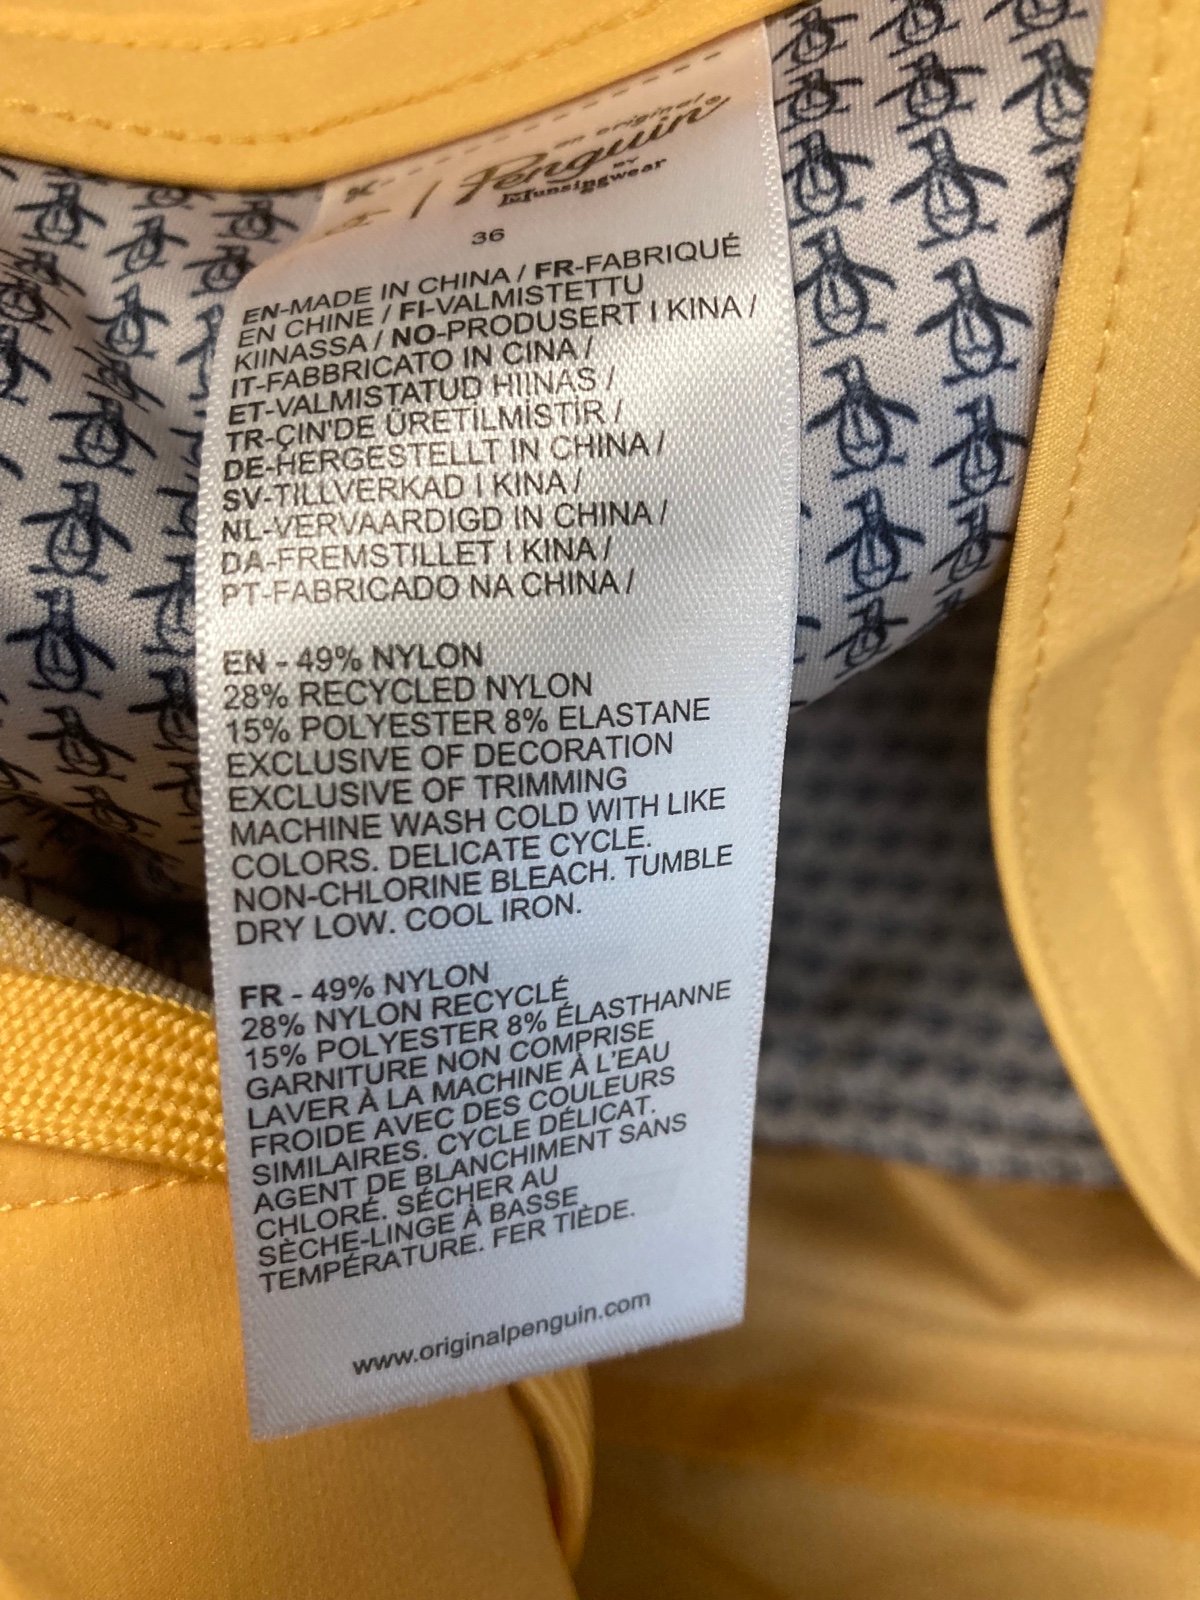 an original
Penguin®
BY
Munsingwear
36
EN-MADE IN CHINA / FR-FABRIQUÉ
EN CHINE / FI-VALMISTETTU
KIINASSA / NO-PRODUSERT I KINA /
IT-FABBRICATO IN CINA /
ET-VALMISTATUD HIINAS /
TR-ÇIN'DE ÜRETILMİSTİR /
DE-HERGESTELLT IN CHINA /
SV-TILLVERKAD I KINA /
NL-VERVAARDIGD IN CHINA /
DA-FREMSTILLET I KINA /
PT-FABRICADO NA CHINA /
EN - 49% NYLON
28% RECYCLED NYLON
15% POLYESTER 8% ELASTANE
EXCLUSIVE OF DECORATION
EXCLUSIVE OF TRIMMING
MACHINE WASH COLD WITH LIKE
COLORS. DELICATE CYCLE.
NON-CHLORINE BLEACH. TUMBLE
DRY LOW. COOL IRON.
FR - 49% NYLON
28% NYLON RECYCLÉ
15% POLYESTER 8% ÉLASTHANNE
GARNITURE NON COMPRISE
LAVER À LA MACHINE À L'EAU
FROIDE AVEC DES COULEURS
SIMILAIRES. CYCLE DÉLICAT.
AGENT DE BLANCHIMENT SANS
CHLORÉ. SÉCHER AU
SÈCHE-LINGE À BASSE
TEMPÉRATURE. FER TIÈDE.
www.originalpenguin.com